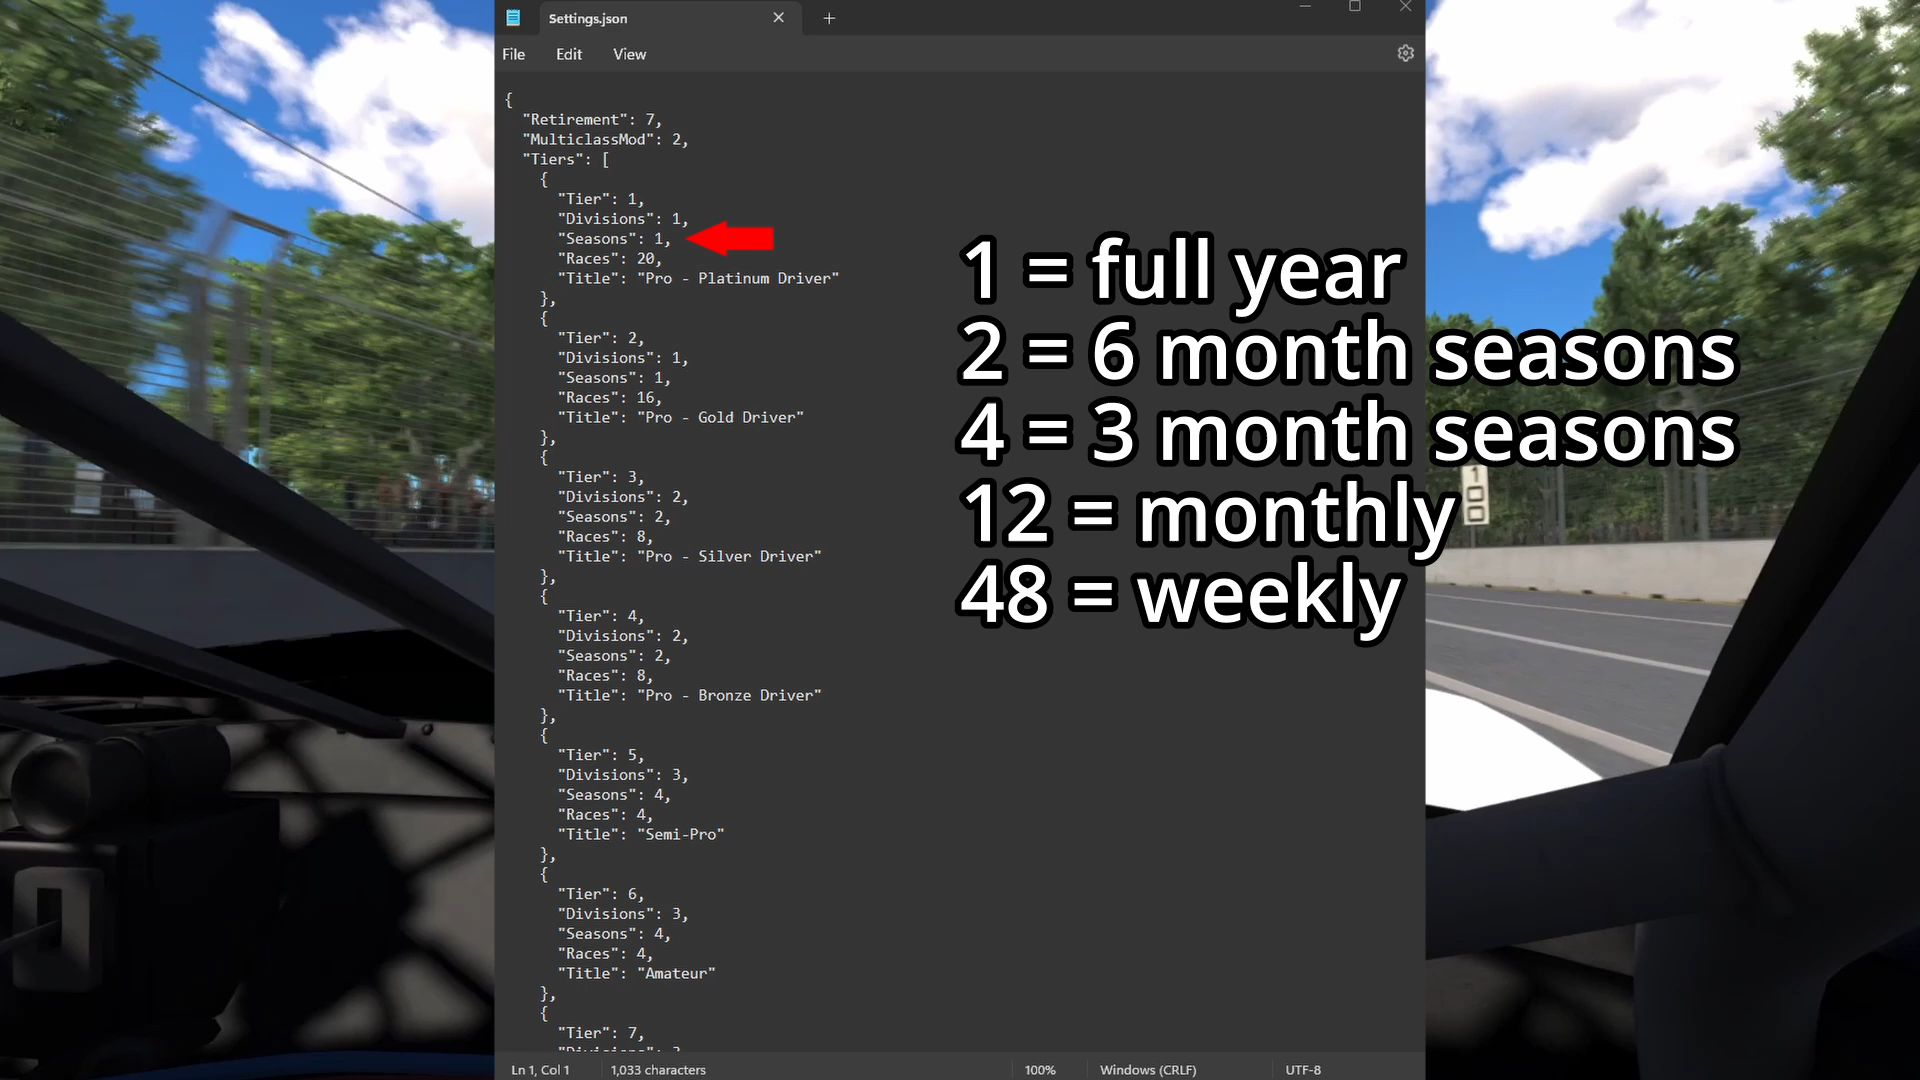 Settings.json
File Edit View
{
"Retirement": 7,
"MulticlassMod": 2,
"Tiers": [
{
"Tier": 1,
"Divisions": 1,
"Seasons": 1,
"Races": 20,
"Title": "Pro - Platinum Driver"
},
{
"Tier": 2,
"Divisions": 1,
"Seasons": 1,
"Races": 16,
"Title": "Pro - Gold Driver"
},
{
"Tier": 3,
"Divisions": 2,
"Seasons": 2,
"Races": 8,
"Title": "Pro - Silver Driver"
},
{
"Tier": 4,
"Divisions": 2,
"Seasons": 2,
"Races": 8,
"Title": "Pro - Bronze Driver"
},
{
"Tier": 5,
"Divisions": 3,
"Seasons": 4,
"Races": 4,
"Title": "Semi-Pro"
},
{
"Tier": 6,
"Divisions": 3,
"Seasons": 4,
"Races": 4,
"Title": "Amateur"
},
{
"Tier": 7,
"Divisions": 3
1 = full year
2 = 6 month seasons
4 = 3 month seasons
12 = monthly
48 = weekly
100
Ln 1, Col 1 1,033 characters 100% Windows (CRLF) UTF-8